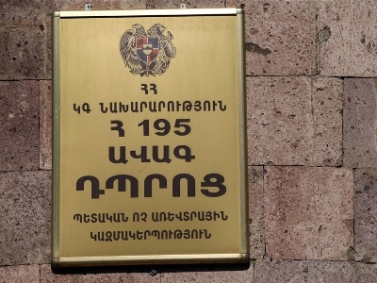 ՀՀ
ԿԳ ՆԱԽԱՐԱՐՈՒԹՅՈՒՆ
Հ 195
ԱՎԱԳ
ԴՊՐՈՑ
ՊԵՏԱԿԱՆ ՈՉ ԱՌԵՎՏՐԱՅԻՆ
ԿԱԶՄԱԿԵՐՊՈՒԹՅՈՒՆ